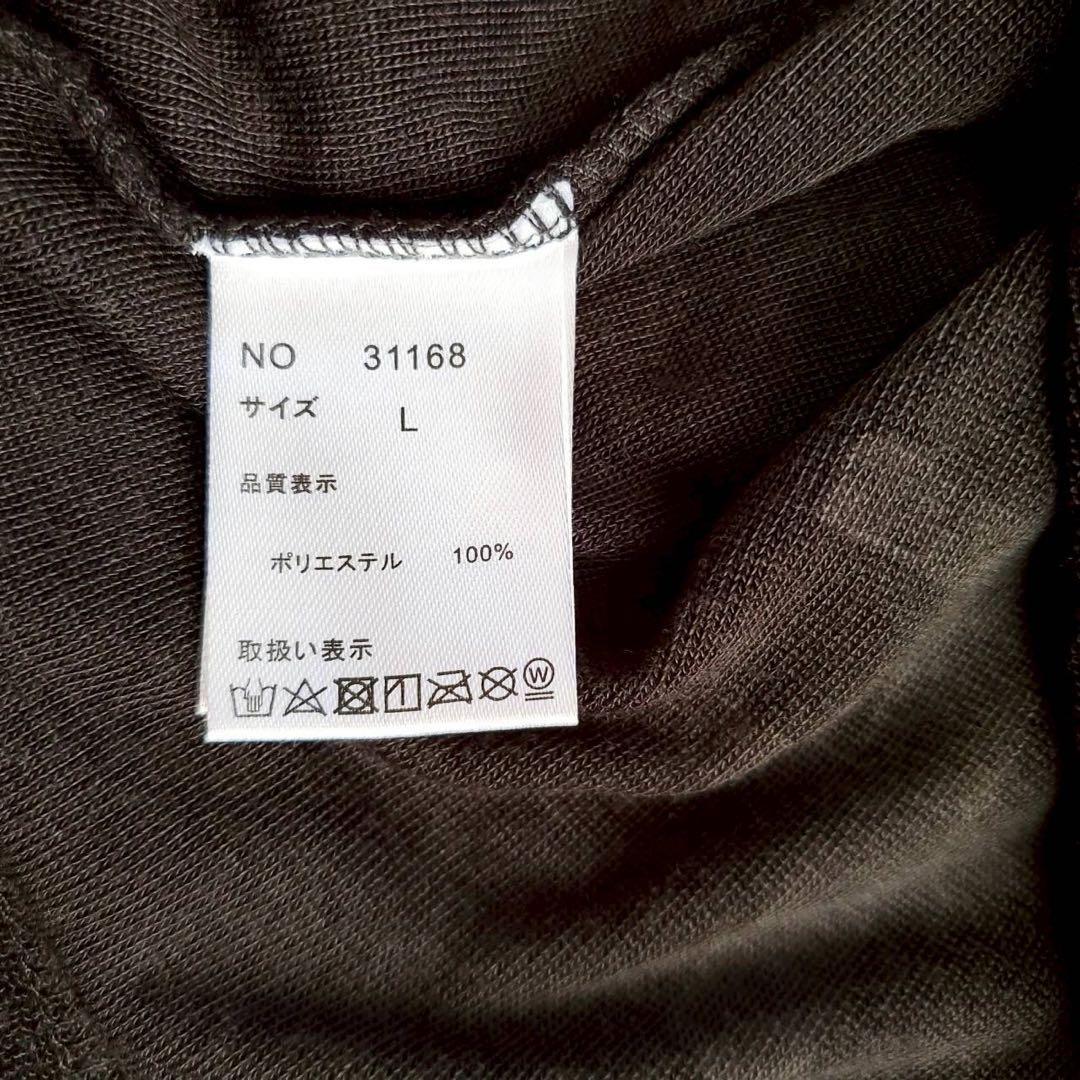 NO 31168
サイズ L
品質表示
ポリエステル 100%
取扱い表示
W